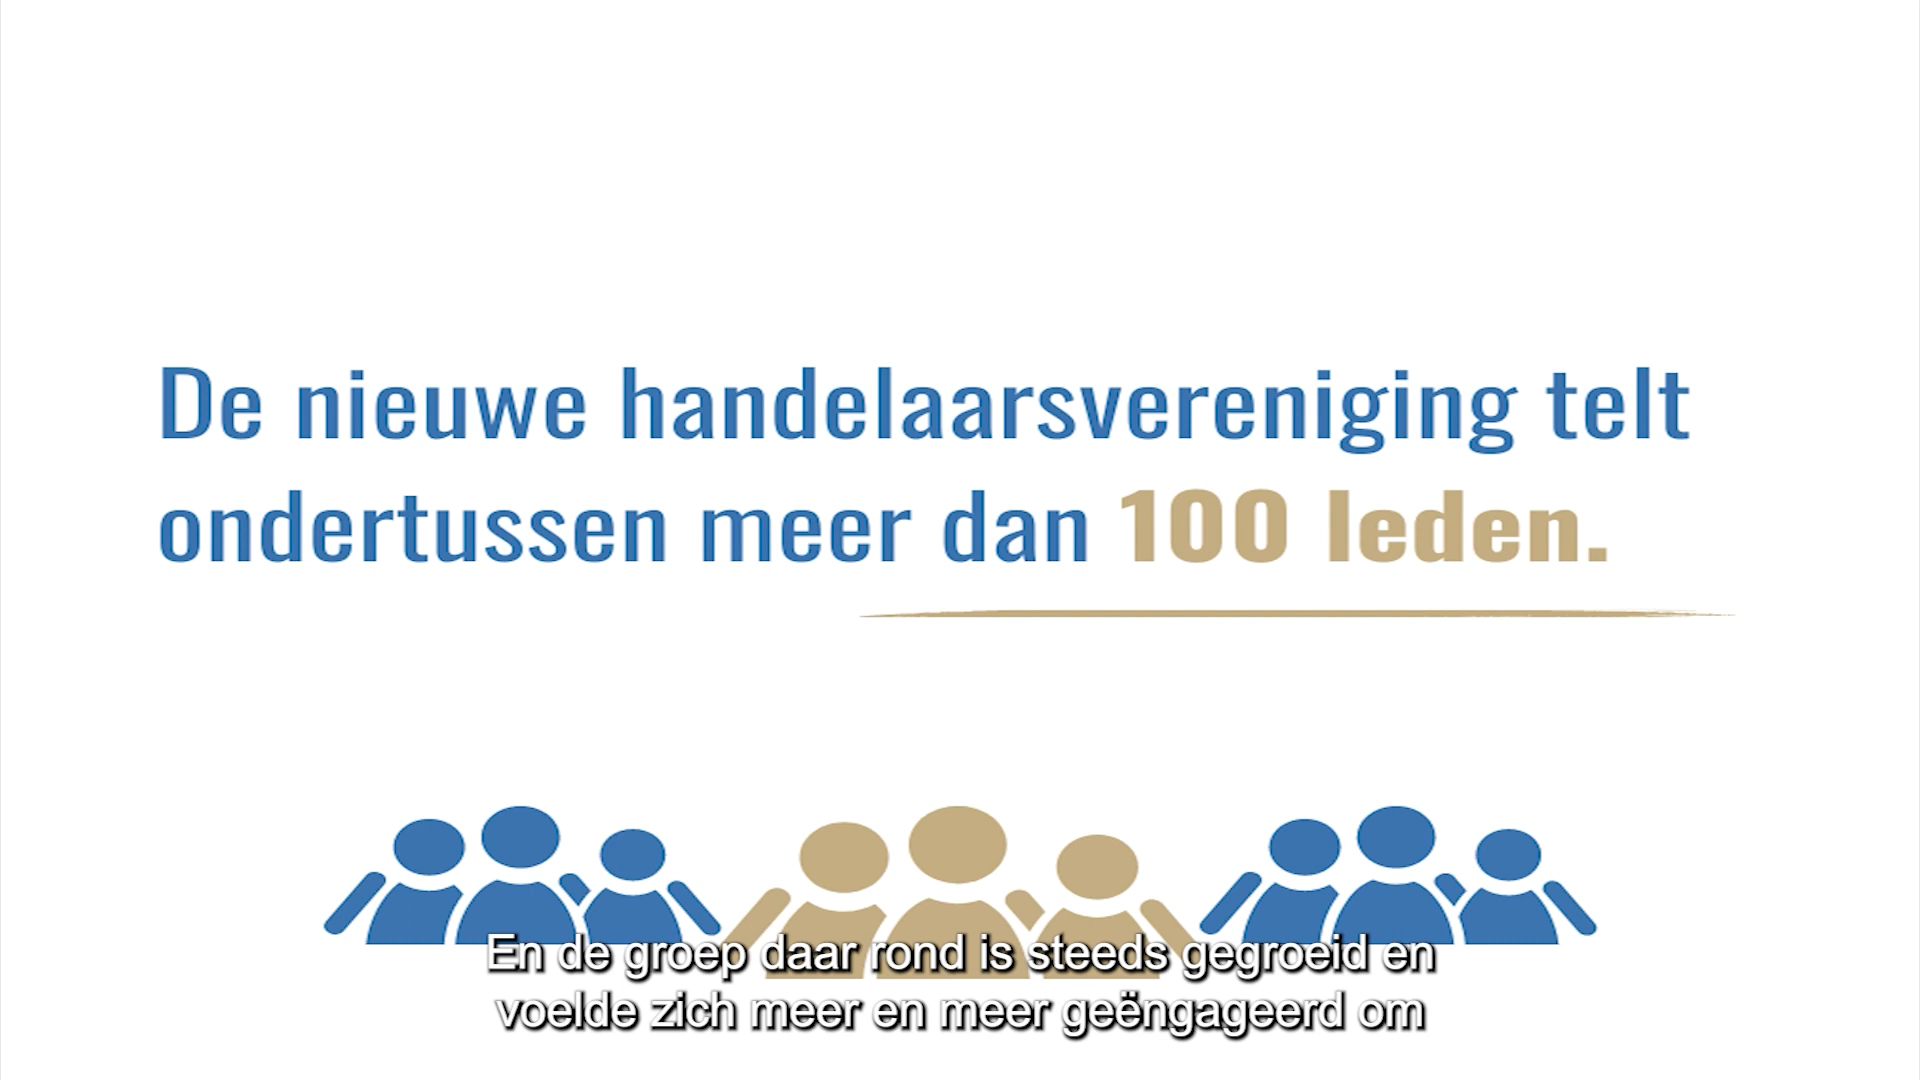 De nieuwe handelaarsvereniging telt
ondertussen meer dan 100 leden.
En de groep daar rond is steeds gegroeid en
voelde zich meer en meer geëngageerd om